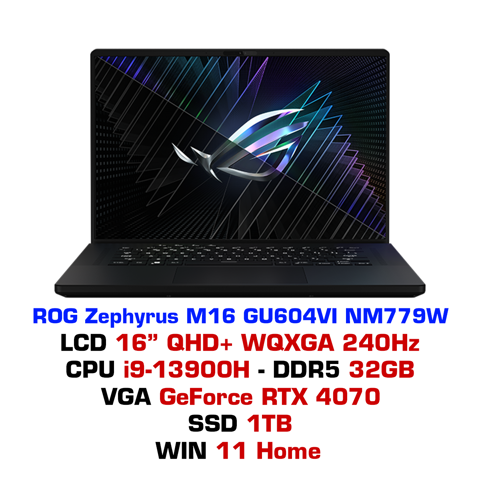 ROG Zephyrus M16 GU604VI NM779W
LCD 16” QHD+ WQXGA 240Hz
CPU i9-13900H - DDR5 32GB
VGA GeForce RTX 4070
SSD 1TB
WIN 11 Home